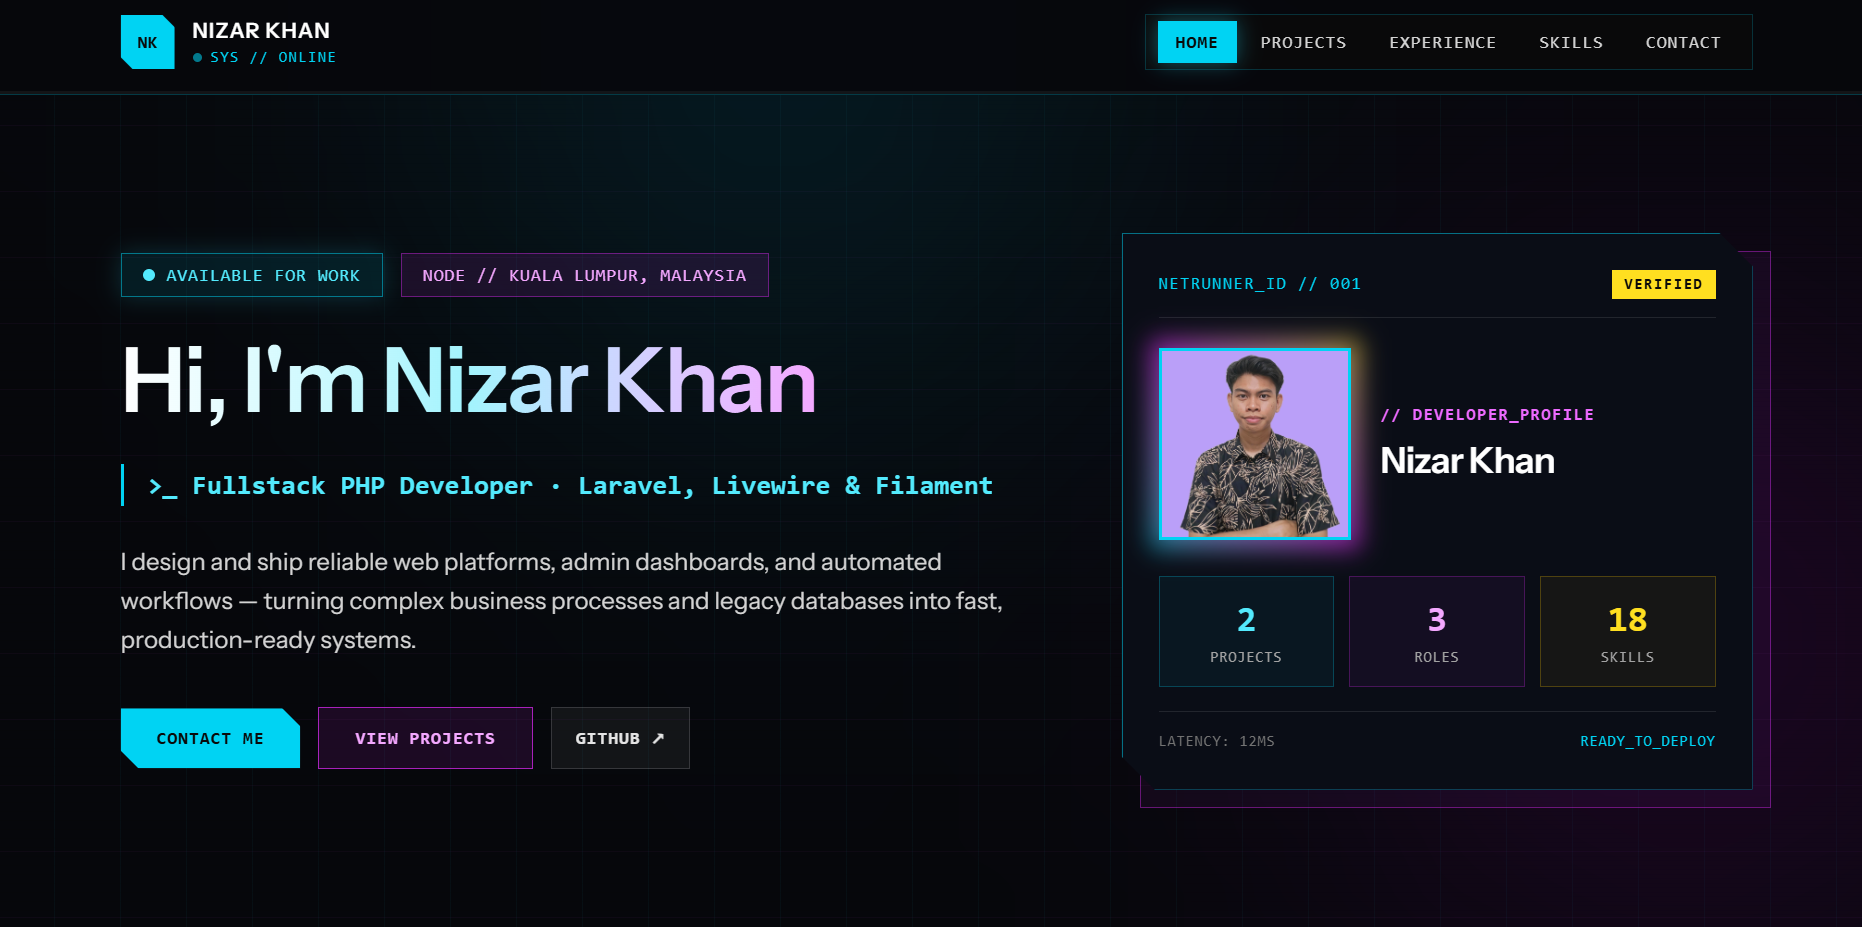 NK
NIZAR KHAN
SYS // ONLINE
HOME PROJECTS EXPERIENCE SKILLS CONTACT
AVAILABLE FOR WORK
NODE // KUALA LUMPUR, MALAYSIA
Hi, I'm Nizar Khan
>_ Fullstack PHP Developer · Laravel, Livewire & Filament
I design and ship reliable web platforms, admin dashboards, and automated
workflows — turning complex business processes and legacy databases into fast,
production-ready systems.
CONTACT ME
VIEW PROJECTS
GITHUB ↗
NETRUNNER_ID // 001
VERIFIED
// DEVELOPER_PROFILE
Nizar Khan
2
PROJECTS
3
ROLES
18
SKILLS
LATENCY: 12MS
READY_TO_DEPLOY